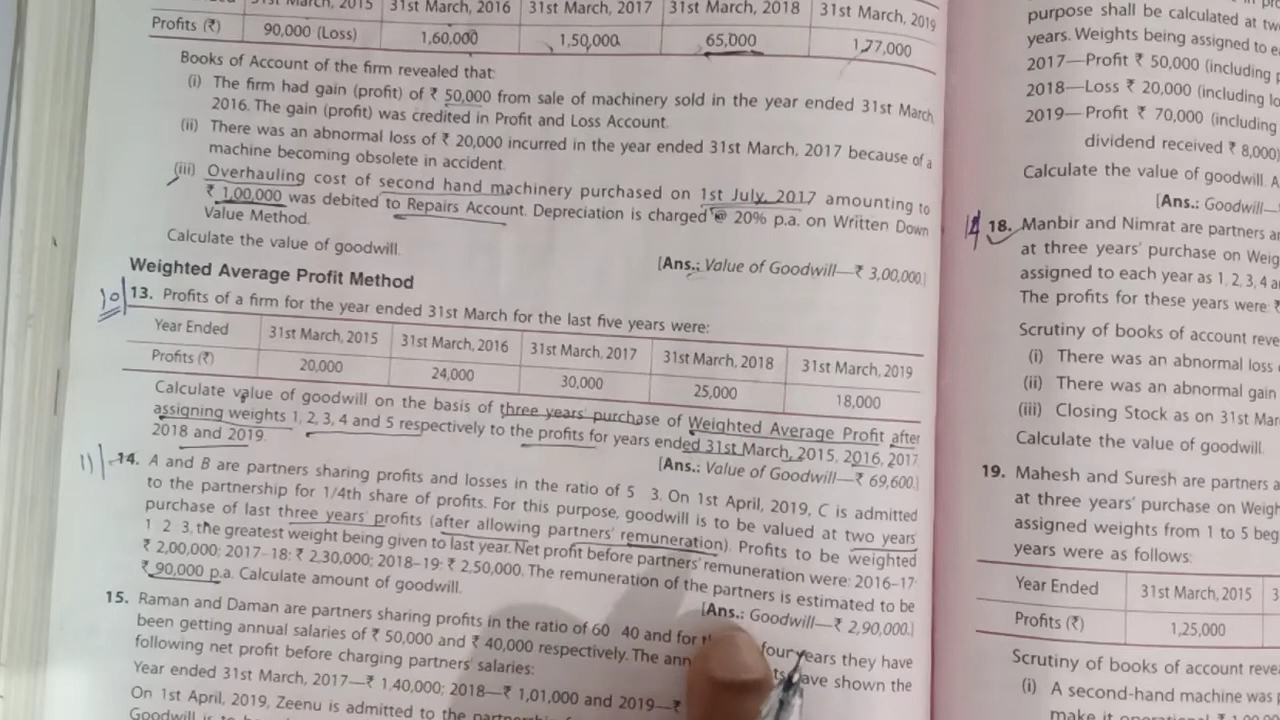 31st March, 2016 31st March, 2017 31st March, 2018 31st March, 2019
Profits (₹) 90,000 (Loss) 1,60,000 1,50,000 65,000 1,77,000
Books of Account of the firm revealed that:
(i) The firm had gain (profit) of ₹ 50,000 from sale of machinery sold in the year ended 31st March,
2016. The gain (profit) was credited in Profit and Loss Account.
(ii) There was an abnormal loss of ₹ 20,000 incurred in the year ended 31st March, 2017 because of a
machine becoming obsolete in accident.
(iii) Overhauling cost of second hand machinery purchased on 1st July, 2017 amounting to
₹ 1,00,000 was debited to Repairs Account. Depreciation is charged @ 20% p.a. on Written Down
Value Method.
Calculate the value of goodwill. [Ans.: Value of Goodwill—₹ 3,00,000.]
Weighted Average Profit Method
10 13. Profits of a firm for the year ended 31st March for the last five years were:
Year Ended 31st March, 2015 31st March, 2016 31st March, 2017 31st March, 2018 31st March, 2019
Profits (₹) 20,000 24,000 30,000 25,000 18,000
Calculate value of goodwill on the basis of three years' purchase of Weighted Average Profit after
assigning weights 1, 2, 3, 4 and 5 respectively to the profits for years ended 31st March, 2015, 2016, 2017,
2018 and 2019. [Ans.: Value of Goodwill—₹ 69,600.]
11 14. A and B are partners sharing profits and losses in the ratio of 5 3. On 1st April, 2019, C is admitted
to the partnership for 1/4th share of profits. For this purpose, goodwill is to be valued at two years'
purchase of last three years' profits (after allowing partners' remuneration). Profits to be weighted
1 2 3, the greatest weight being given to last year. Net profit before partners' remuneration were: 2016–17:
₹ 2,00,000; 2017–18: ₹ 2,30,000; 2018–19: ₹ 2,50,000. The remuneration of the partners is estimated to be
₹ 90,000 p.a. Calculate amount of goodwill. [Ans.: Goodwill—₹ 2,90,000.]
15. Raman and Daman are partners sharing profits in the ratio of 60 40 and for four years they have
been getting annual salaries of ₹ 50,000 and ₹ 40,000 respectively. The have shown the
following net profit before charging partners' salaries:
Year ended 31st March, 2017—₹ 1,40,000; 2018—₹ 1,01,000 and 2019—₹
On 1st April, 2019, Zeenu is admitted to the
Goodwill is
purpose shall be calculated at
years. Weights being assigned to
2017—Profit ₹ 50,000 (including
2018—Loss ₹ 20,000 (including
2019—Profit ₹ 70,000 (including
dividend received ₹ 8,000)
Calculate the value of goodwill.
[Ans.: Goodwill—
18. Manbir and Nimrat are partners
at three years' purchase on
assigned to each year as 1, 2, 3, 4
The profits for these years were: ₹
Scrutiny of books of account
(i) There was an abnormal loss
(ii) There was an abnormal gain
(iii) Closing Stock as on 31st
Calculate the value of goodwill.
19. Mahesh and Suresh are partners
at three years' purchase on
assigned weights from 1 to 5
years were as follows:
Year Ended 31st March, 2015
Profits (₹) 1,25,000
Scrutiny of books of account
(i) A second-hand machine was
make it